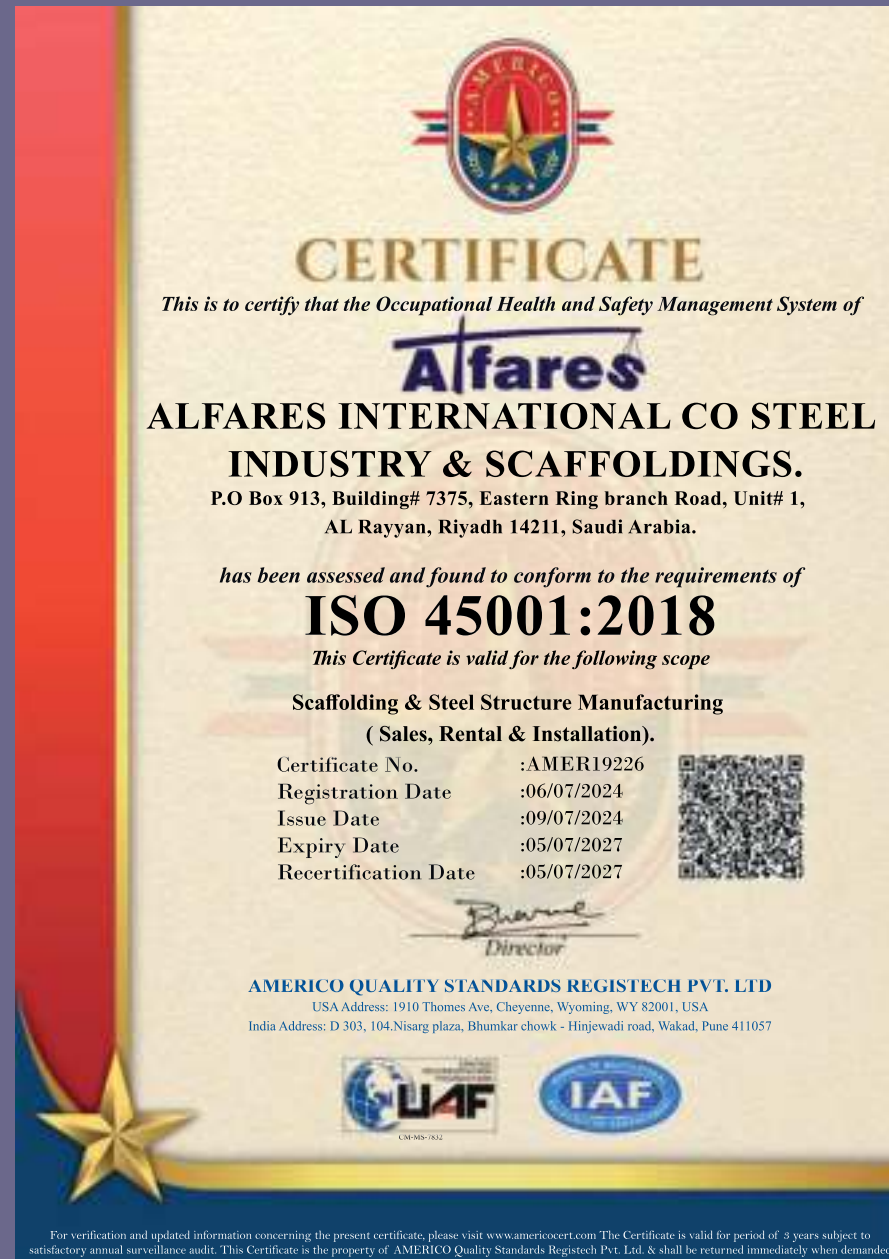 AMERICO
CERTIFICATE
This is to certify that the Occupational Health and Safety Management System of
Alfares
ALFARES INTERNATIONAL CO STEEL
INDUSTRY & SCAFFOLDINGS.
P.O Box 913, Building# 7375, Eastern Ring branch Road, Unit# 1,
AL Rayyan, Riyadh 14211, Saudi Arabia.
has been assessed and found to conform to the requirements of
ISO 45001:2018
This Certificate is valid for the following scope
Scaffolding & Steel Structure Manufacturing
( Sales, Rental & Installation).
Certificate No. :AMER19226
Registration Date :06/07/2024
Issue Date :09/07/2024
Expiry Date :05/07/2027
Recertification Date :05/07/2027
Director
AMERICO QUALITY STANDARDS REGISTECH PVT. LTD
USA Address: 1910 Thomes Ave, Cheyenne, Wyoming, WY 82001, USA
India Address: D 303, 104.Nisarg plaza, Bhumkar chowk - Hinjewadi road, Wakad, Pune 411057
UAF
IAF
CM-MS-7832
For verification and updated information concerning the present certificate, please visit www.americocert.com The Certificate is valid for period of 3 years subject to
satisfactory annual surveillance audit. This Certificate is the property of AMERICO Quality Standards Registech Pvt. Ltd. & shall be returned immediately when demande